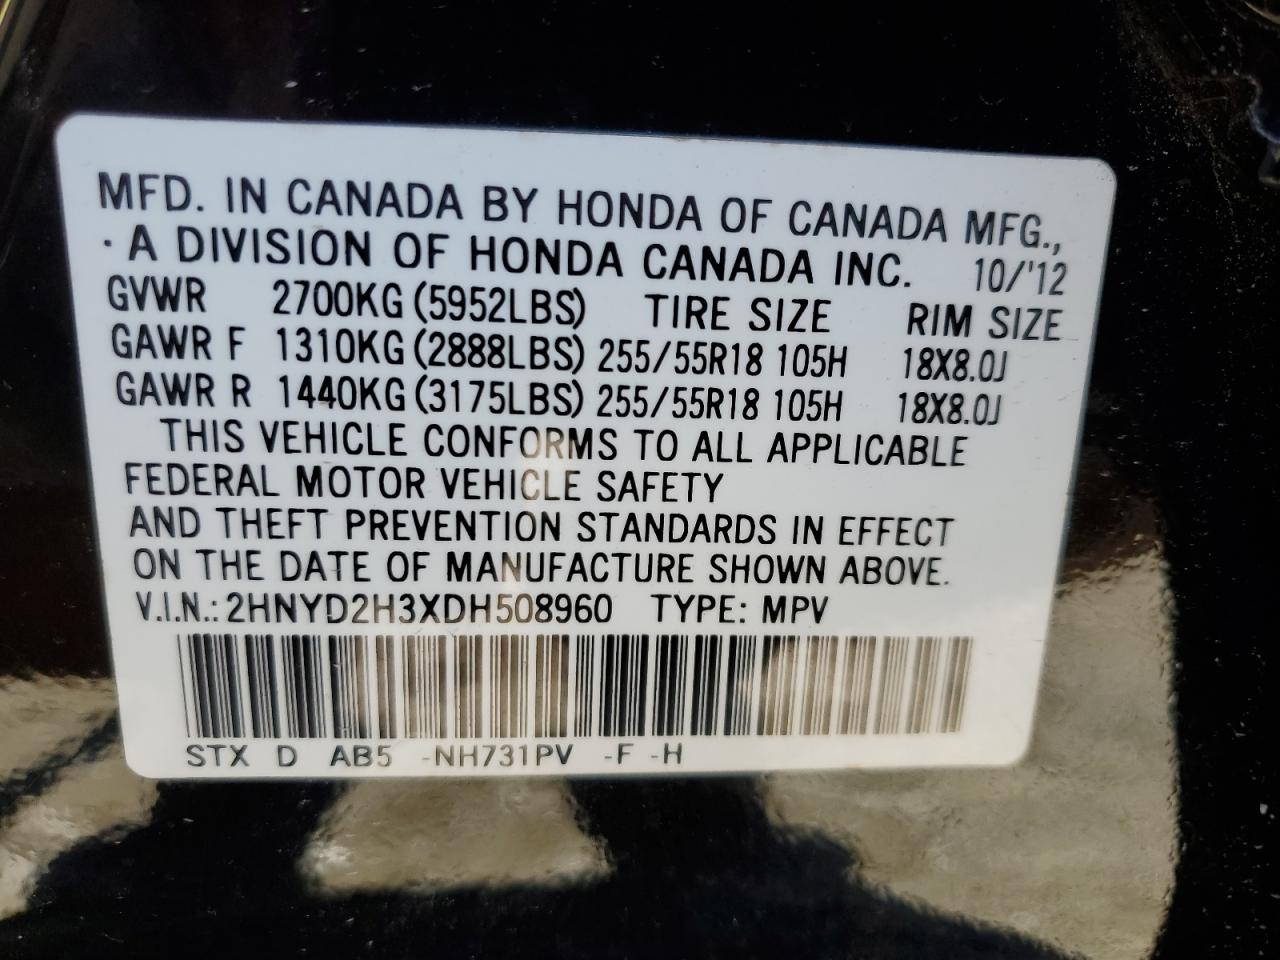 MFD. IN CANADA BY HONDA OF CANADA MFG.,
· A DIVISION OF HONDA CANADA INC. 10/'12
GVWR 2700KG (5952LBS) TIRE SIZE RIM SIZE
GAWR F 1310KG (2888LBS) 255/55R18 105H 18X8.0J
GAWR R 1440KG (3175LBS) 255/55R18 105H 18X8.0J
THIS VEHICLE CONFORMS TO ALL APPLICABLE
FEDERAL MOTOR VEHICLE SAFETY
AND THEFT PREVENTION STANDARDS IN EFFECT
ON THE DATE OF MANUFACTURE SHOWN ABOVE.
V.I.N.: 2HNYD2H3XDH508960 TYPE: MPV
STX D AB5 -NH731PV -F -H